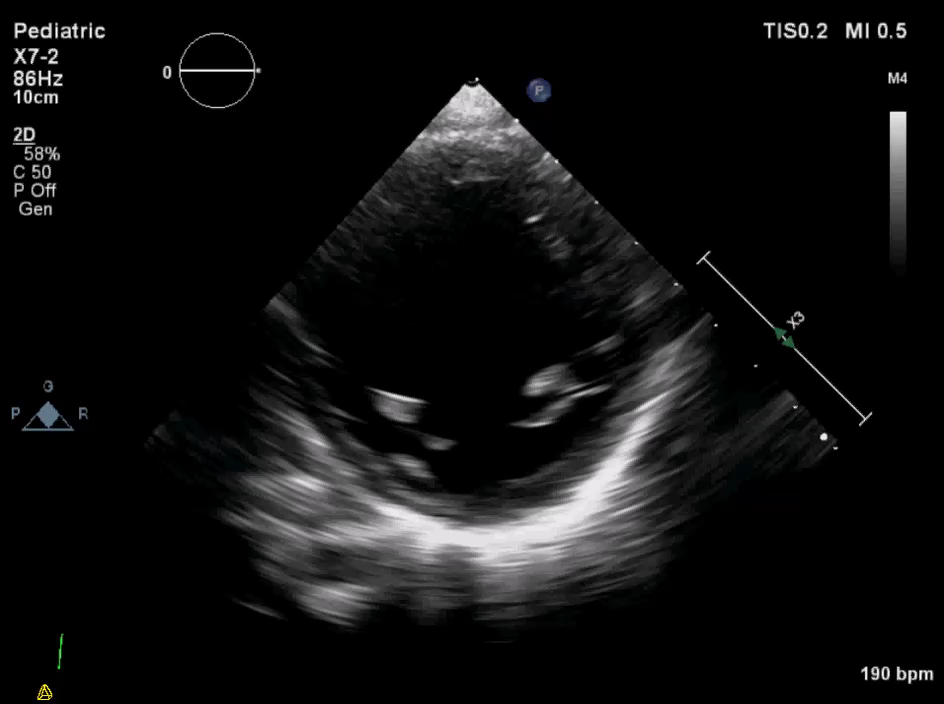 Pediatric
X7-2
86Hz
10cm
2D
58%
C 50
P Off
Gen
0
P
TIS0.2 MI 0.5
M4
X3
G
P R
190 bpm